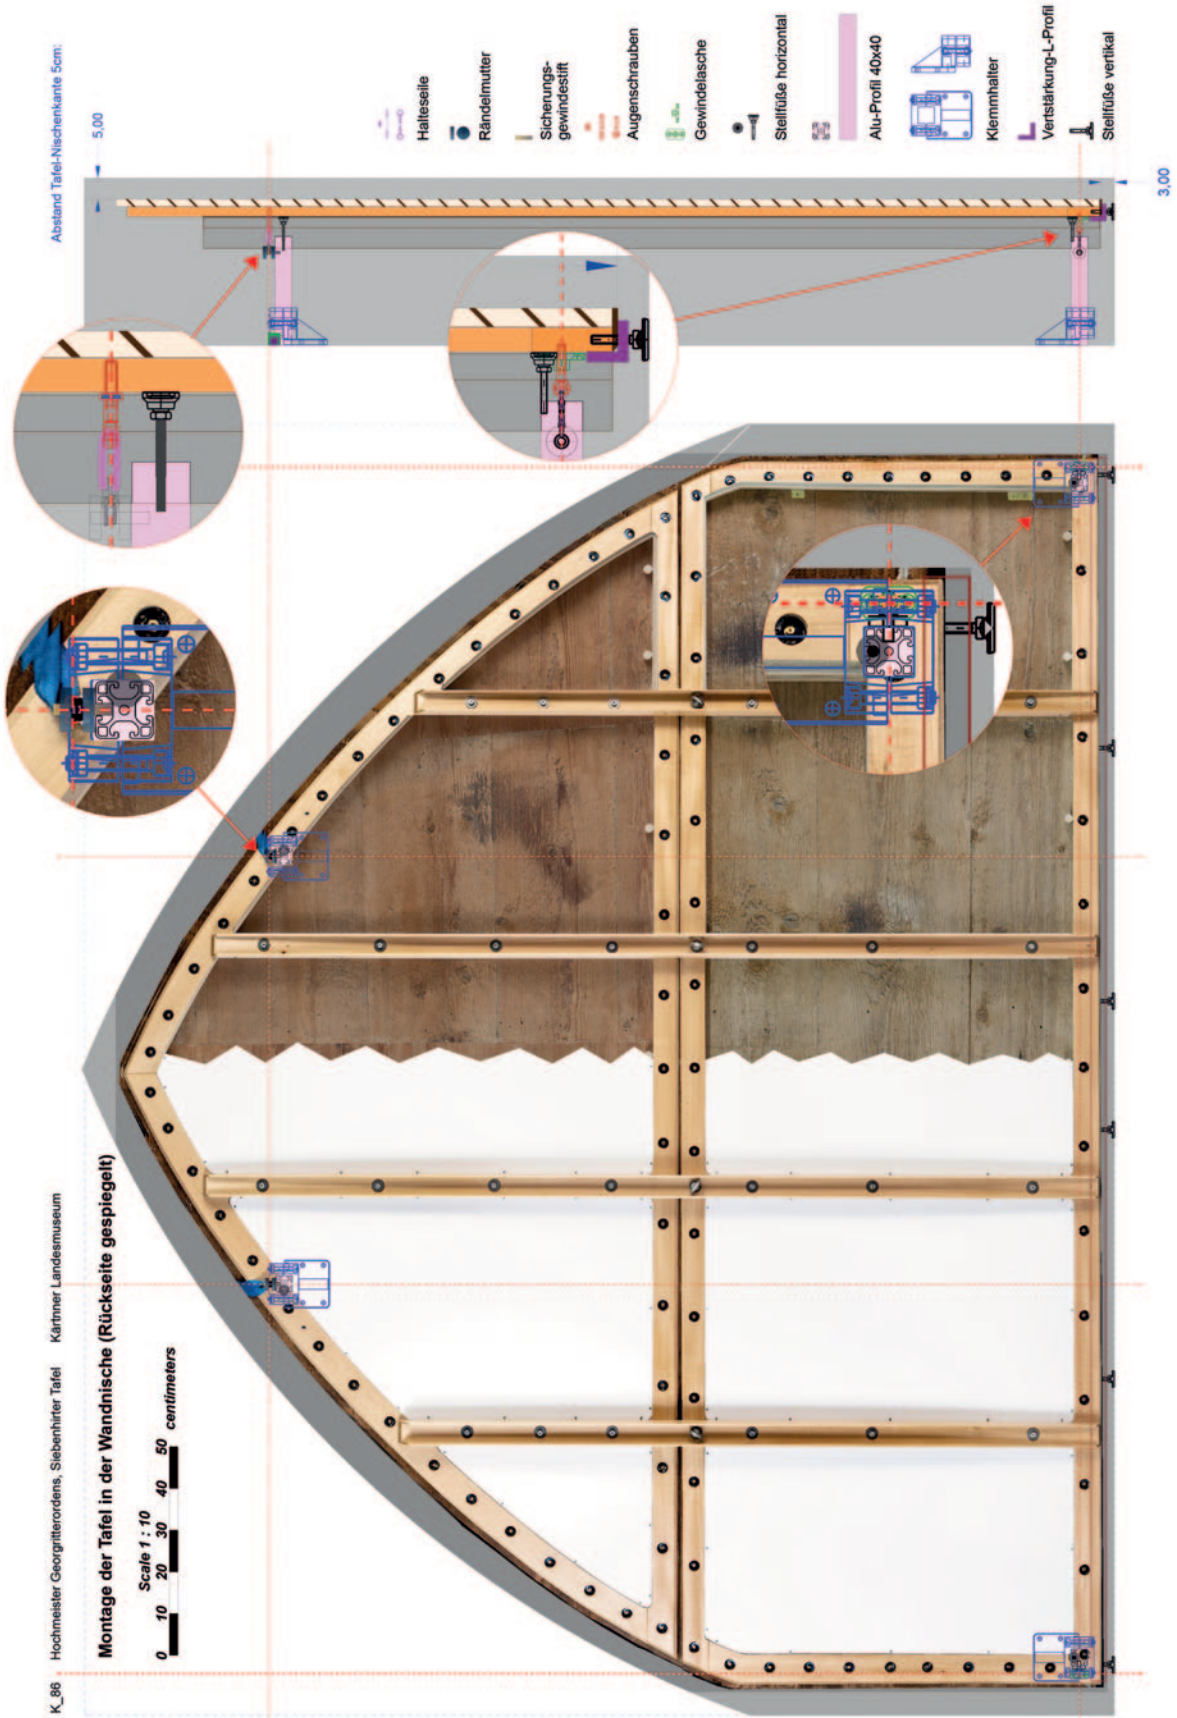 K_86 Hochmeister Georgritterordens, Siebenhirter Tafel Kärtnner Landesmuseum
Montage der Tafel in der Wandnische (Rückseite gespiegelt)
Scale 1 : 10
0 10 20 30 40 50 centimeters
Abstand Tafel-Nischenkante 5cm:
5,00
Halteseile
Rändelmutter
Sicherungs-
gewindestift
Augenschrauben
Gewindelasche
Stellfüße horizontal
Alu-Profil 40x40
Klemmhalter
Vertstärkung-L-Profil
Stellfüße vertikal
3,00